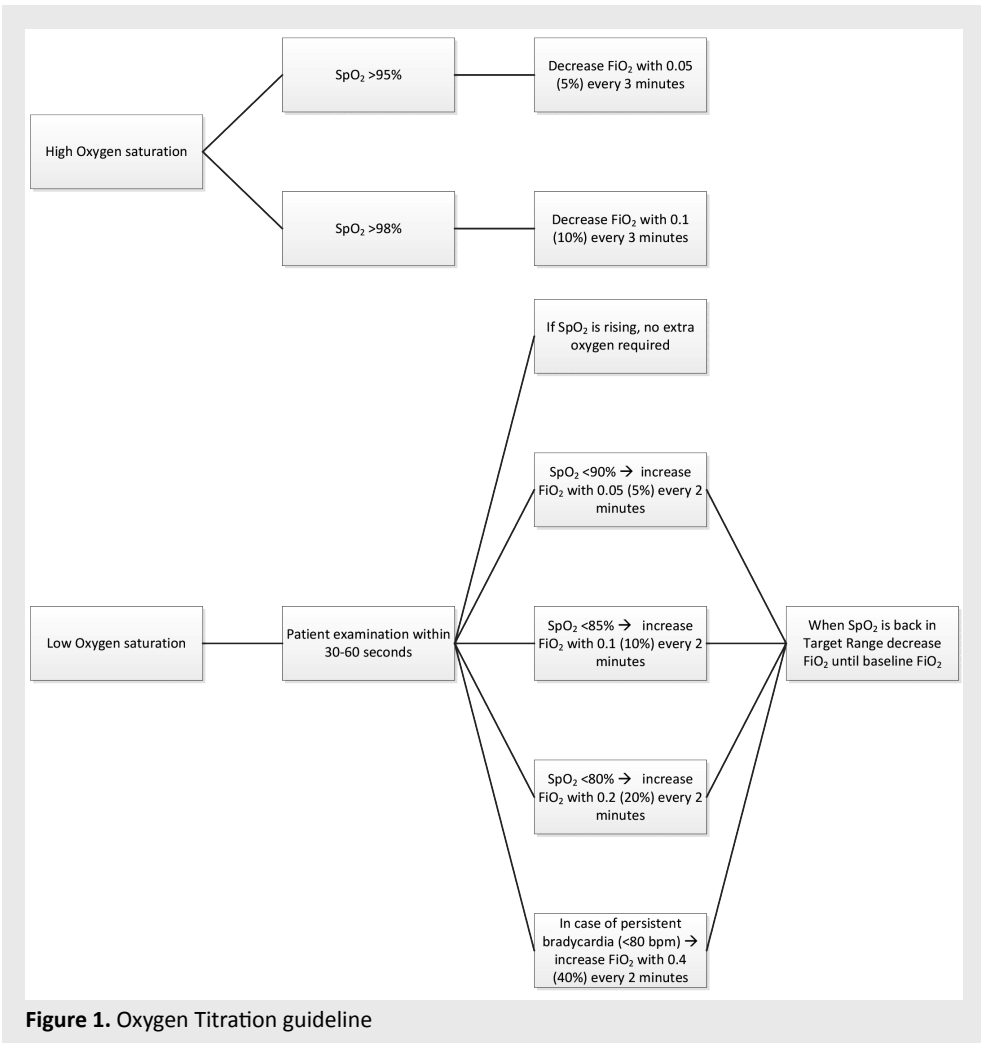 High Oxygen saturation
SpO₂ >95%
Decrease FiO₂ with 0.05
(5%) every 3 minutes
SpO₂ >98%
Decrease FiO₂ with 0.1
(10%) every 3 minutes
Low Oxygen saturation
Patient examination within
30-60 seconds
If SpO₂ is rising, no extra
oxygen required
SpO₂ <90% → increase
FiO₂ with 0.05 (5%) every 2
minutes
SpO₂ <85% → increase
FiO₂ with 0.1 (10%) every 2
minutes
SpO₂ <80% → increase
FiO₂ with 0.2 (20%) every 2
minutes
In case of persistent
bradycardia (<80 bpm) →
increase FiO₂ with 0.4
(40%) every 2 minutes
When SpO₂ is back in
Target Range decrease
FiO₂ until baseline FiO₂
Figure 1. Oxygen Titration guideline